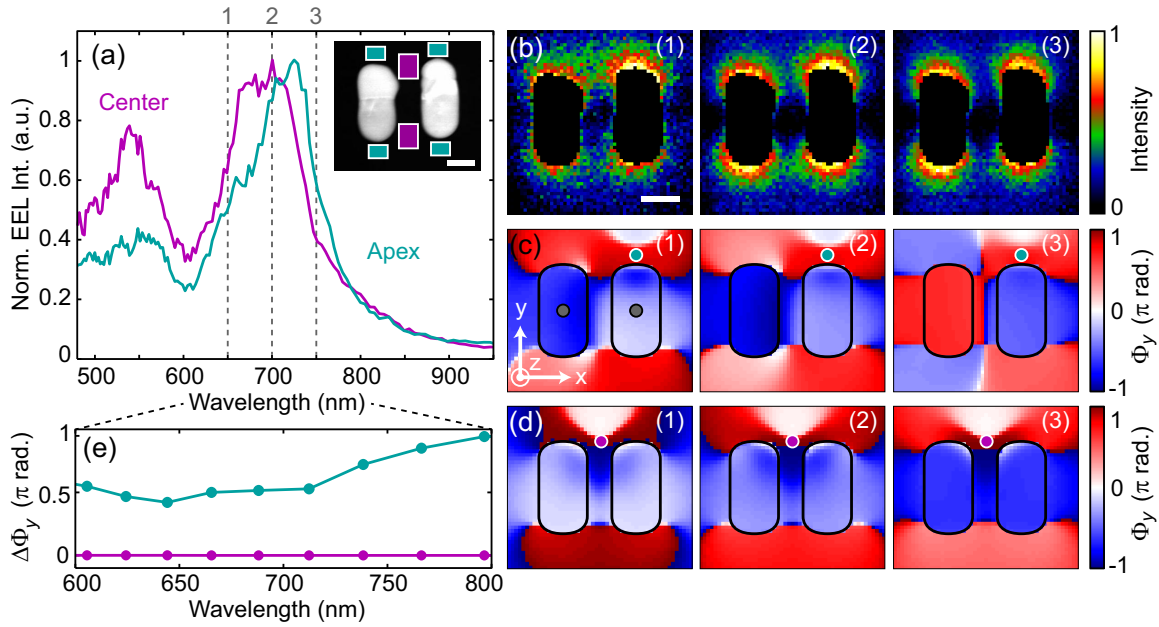 1 2 3
(a)
Center
Apex
Norm. EEL Int. (a.u.)
1
0.8
0.6
0.4
0.2
0
500 600 700 800 900
Wavelength (nm)
(b) (1) (2) (3)
1
Intensity
0
(c) (1) (2) (3)
y
z
x
1
0
-1
Φy (π rad.)
(d) (1) (2) (3)
1
0
-1
Φy (π rad.)
(e)
ΔΦy (π rad.)
1
0.5
0
600 650 700 750 800
Wavelength (nm)